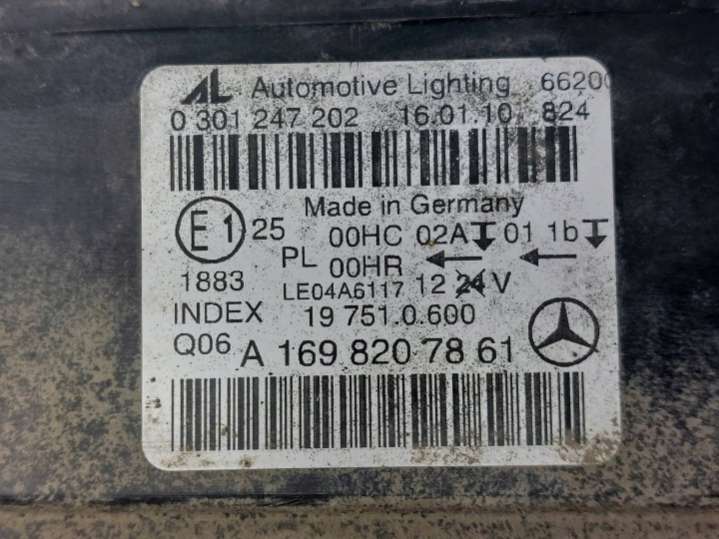 AL Automotive Lighting 6620
0 301 247 202 16.01.10 824
Made in Germany
E1 25 00HC 02A 01 1b
PL 00HR ← ←
1883 LE04A6117 12 24 V
INDEX 19 751.0.600
Q06 A 169 820 78 61